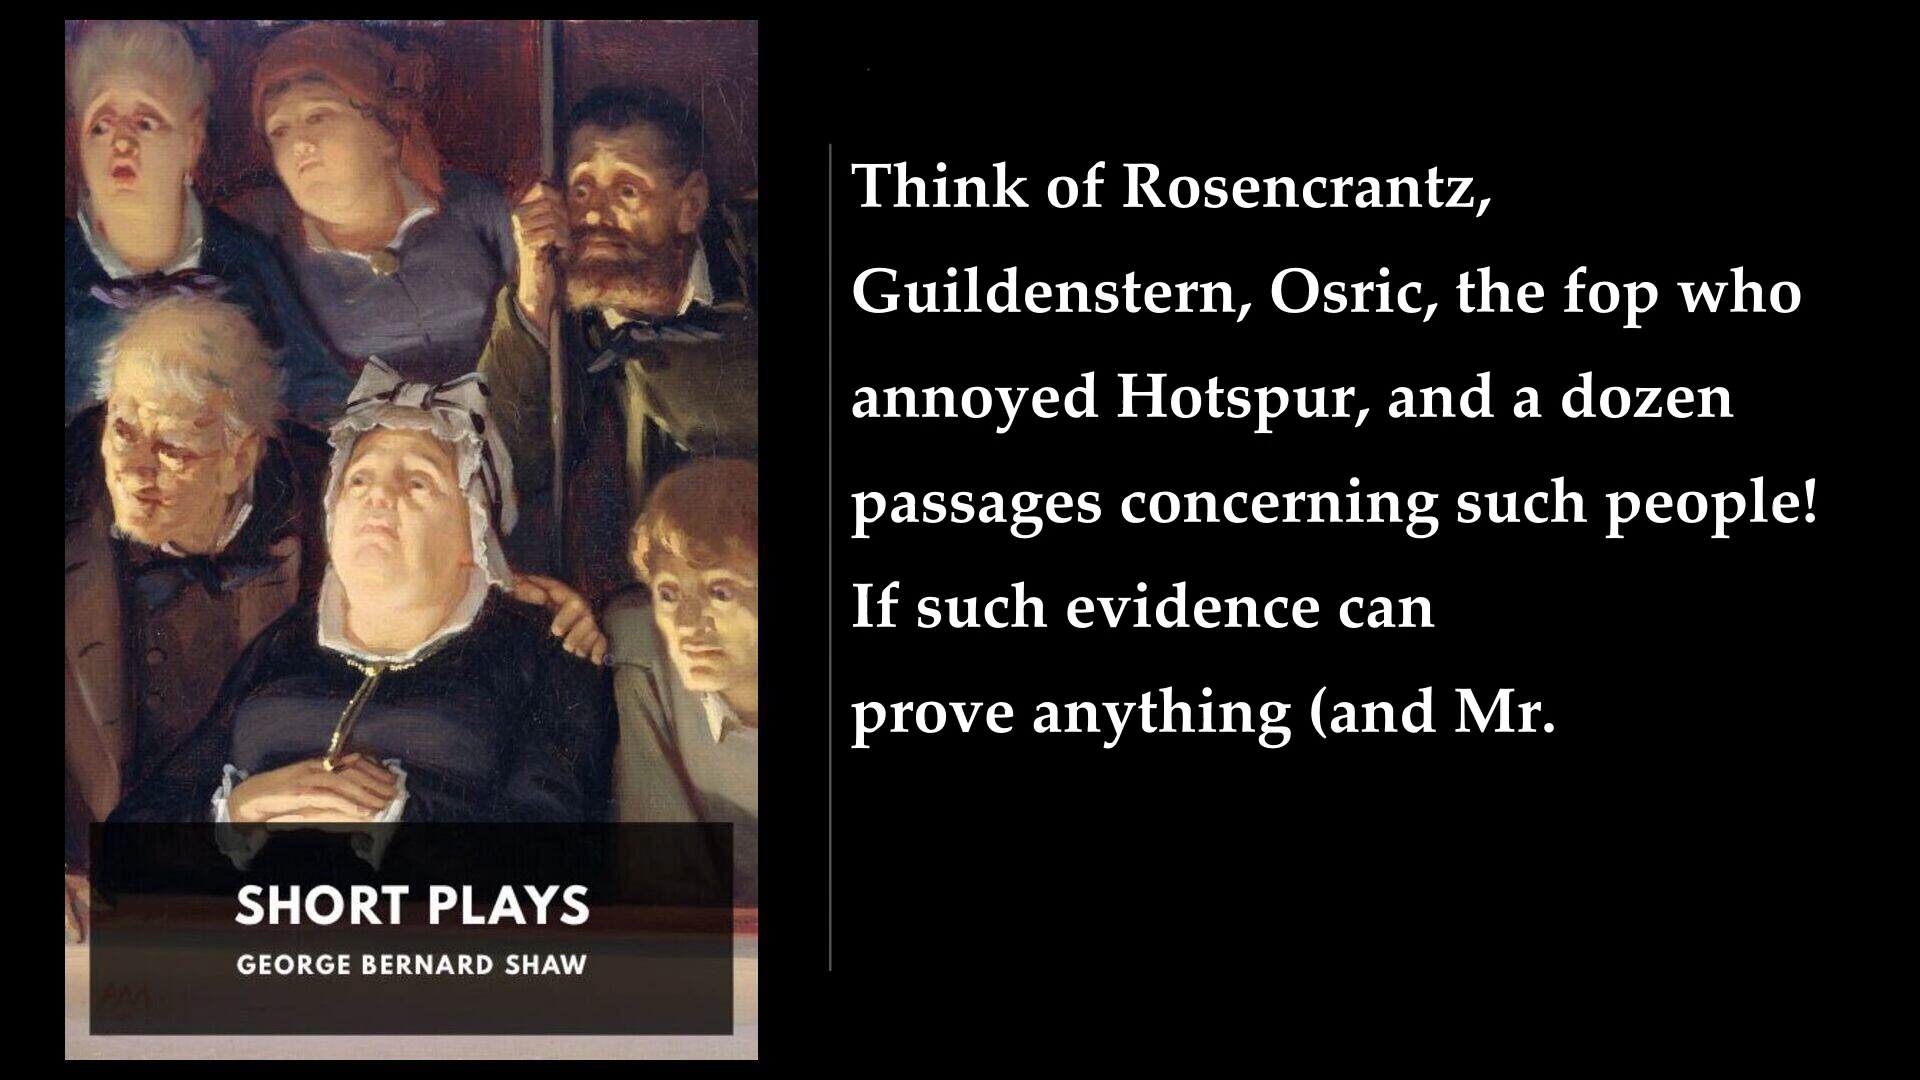 Think of Rosencrantz,
Guildenstern, Osric, the fop who
annoyed Hotspur, and a dozen
passages concerning such people!
If such evidence can
prove anything (and Mr.
SHORT PLAYS
GEORGE BERNARD SHAW